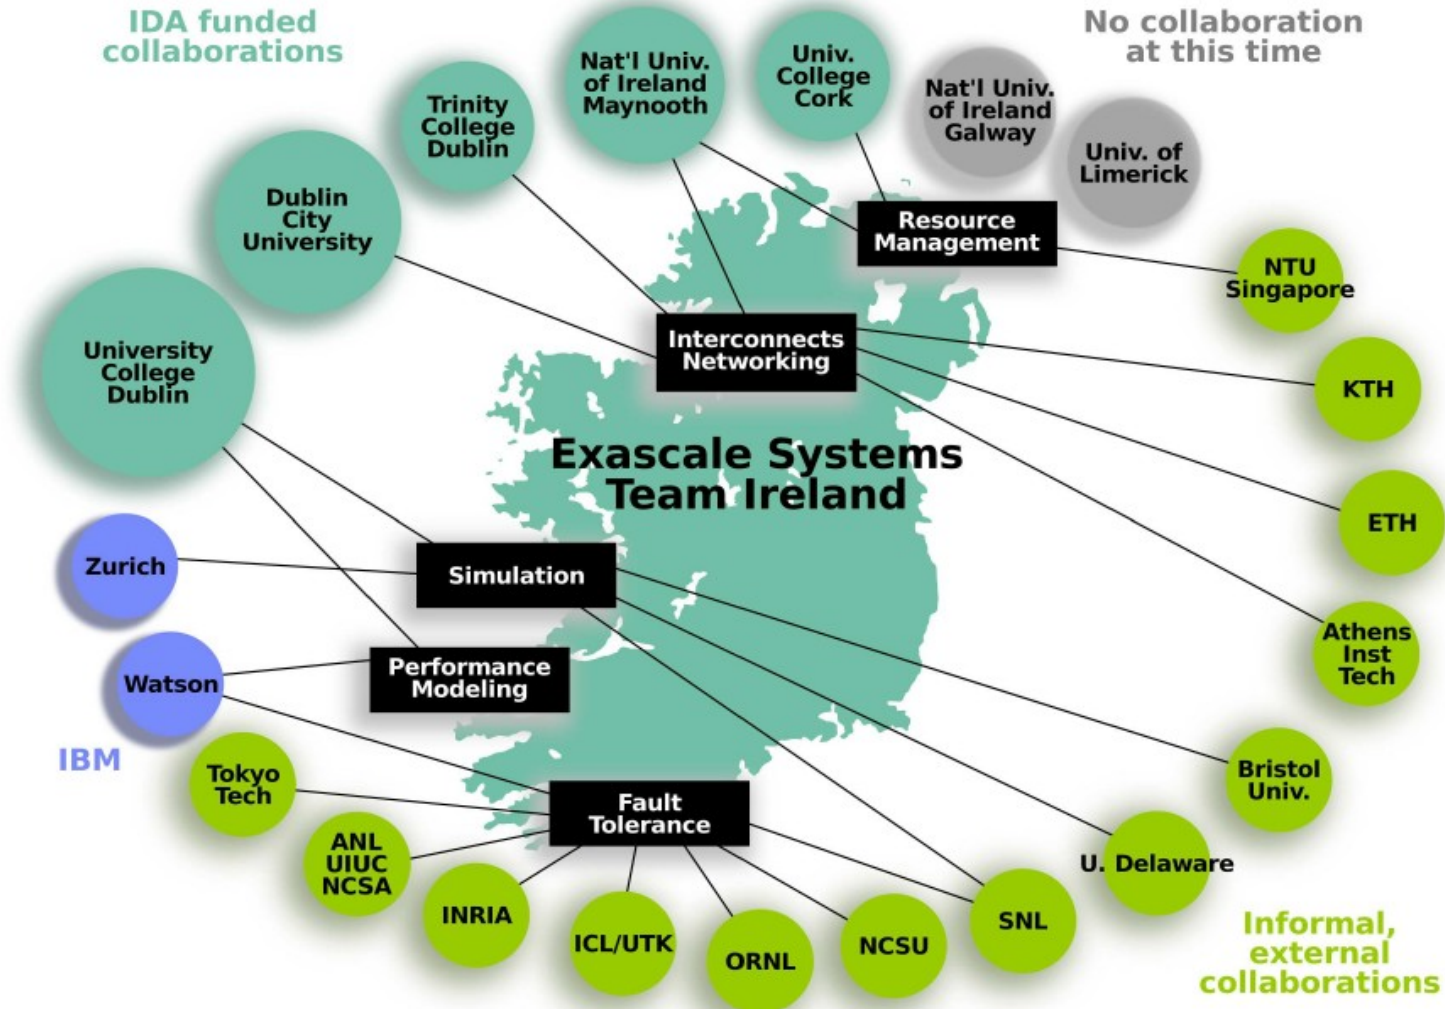 IDA funded
collaborations
No collaboration
at this time
Nat'l Univ.
of Ireland
Maynooth
Univ.
College
Cork
Nat'l Univ.
of Ireland
Galway
Univ. of
Limerick
Trinity
College
Dublin
Dublin
City
University
University
College
Dublin
Resource
Management
NTU
Singapore
Interconnects
Networking
KTH
Exascale Systems
Team Ireland
ETH
Zurich
Simulation
Athens
Inst
Tech
Performance
Modeling
Watson
IBM
Tokyo
Tech
Fault
Tolerance
Bristol
Univ.
ANL
UIUC
NCSA
INRIA
ICL/UTK
ORNL
NCSU
SNL
U. Delaware
Informal,
external
collaborations